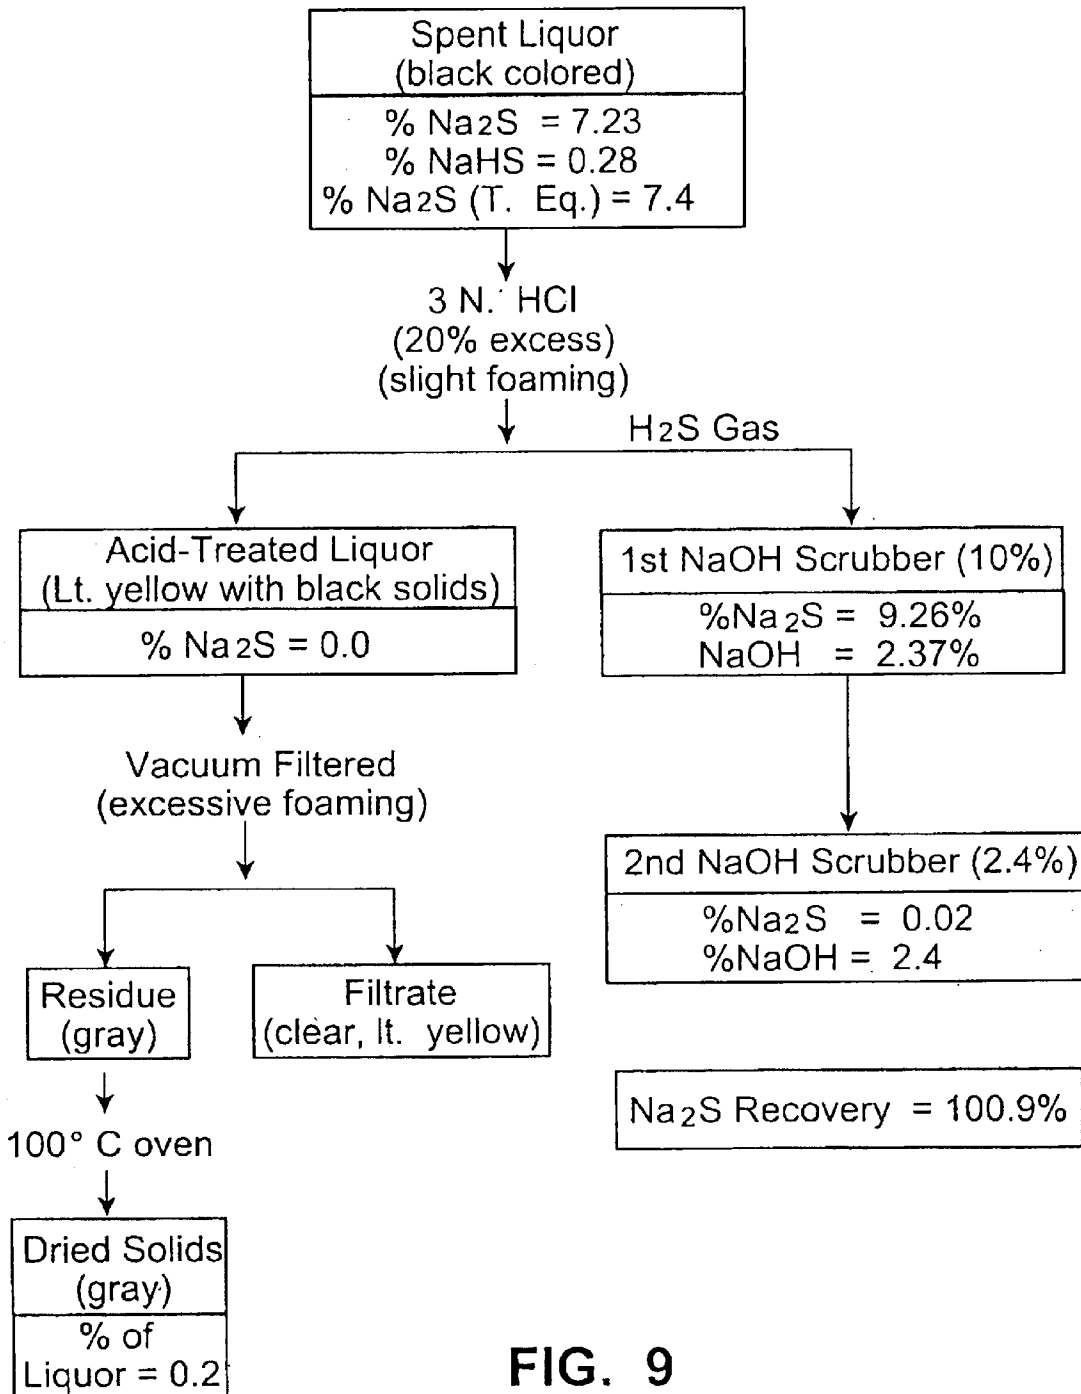 Spent Liquor
(black colored)
% Na2S = 7.23
% NaHS = 0.28
% Na2S (T. Eq.) = 7.4
3 N. HCl
(20% excess)
(slight foaming)
H2S Gas
Acid-Treated Liquor
(Lt. yellow with black solids)
% Na2S = 0.0
1st NaOH Scrubber (10%)
%Na2S = 9.26%
NaOH = 2.37%
Vacuum Filtered
(excessive foaming)
2nd NaOH Scrubber (2.4%)
%Na2S = 0.02
%NaOH = 2.4
Residue
(gray)
Filtrate
(clear, lt. yellow)
Na2S Recovery = 100.9%
100° C oven
Dried Solids
(gray)
% of
Liquor = 0.2
FIG. 9